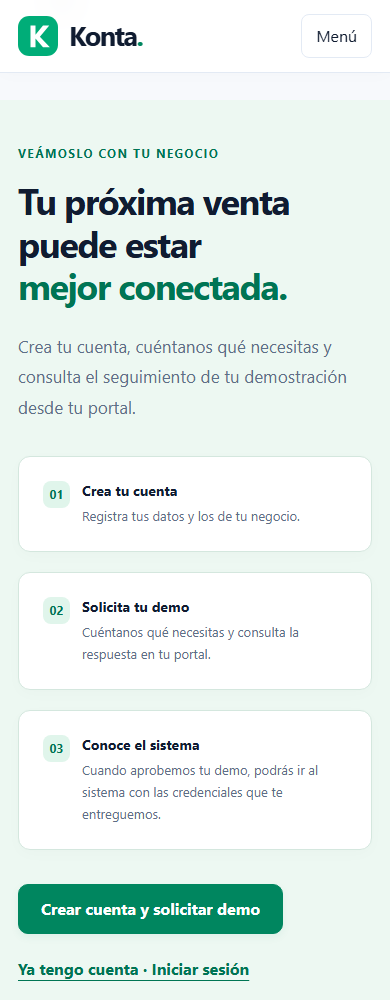 K Konta.
Menú
VEÁMOSLO CON TU NEGOCIO
Tu próxima venta
puede estar
mejor conectada.
Crea tu cuenta, cuéntanos qué necesitas y
consulta el seguimiento de tu demostración
desde tu portal.
01 Crea tu cuenta
Registra tus datos y los de tu negocio.
02 Solicita tu demo
Cuéntanos qué necesitas y consulta la
respuesta en tu portal.
03 Conoce el sistema
Cuando aprobemos tu demo, podrás ir al
sistema con las credenciales que te
entreguemos.
Crear cuenta y solicitar demo
Ya tengo cuenta · Iniciar sesión